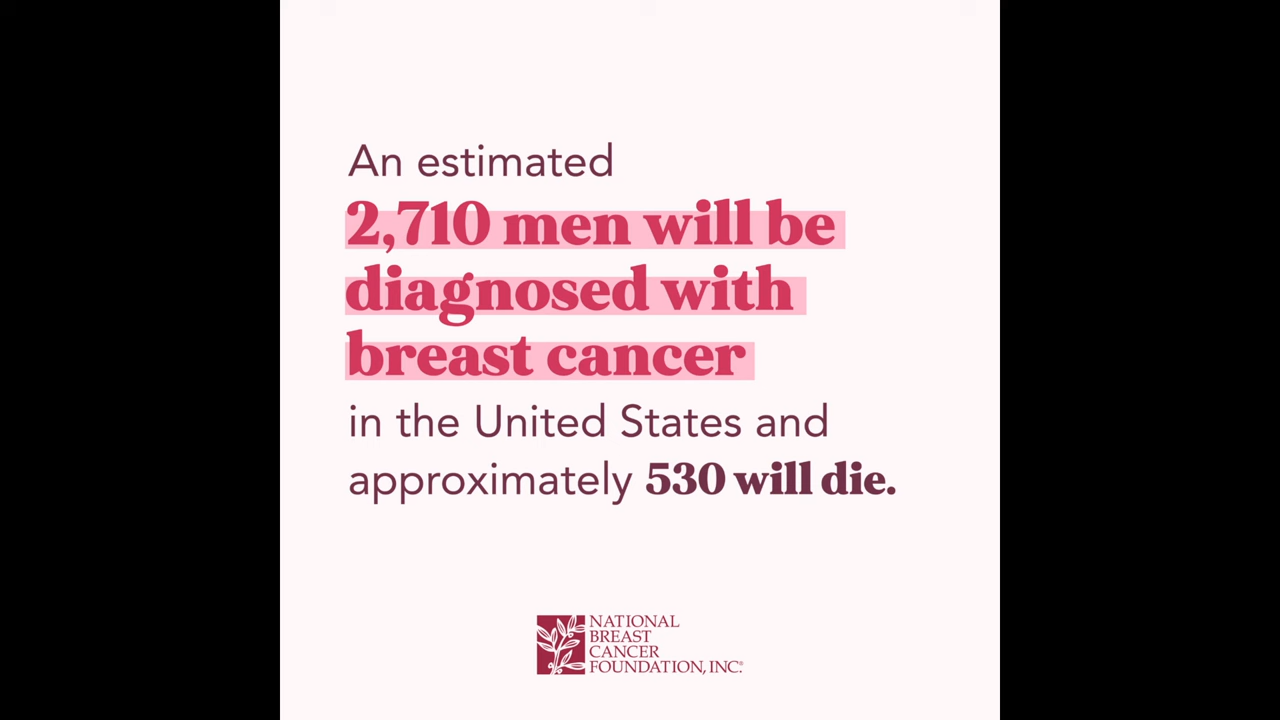 An estimated
2,710 men will be
diagnosed with
breast cancer
in the United States and
approximately 530 will die.
NATIONAL
BREAST
CANCER
FOUNDATION, INC.®